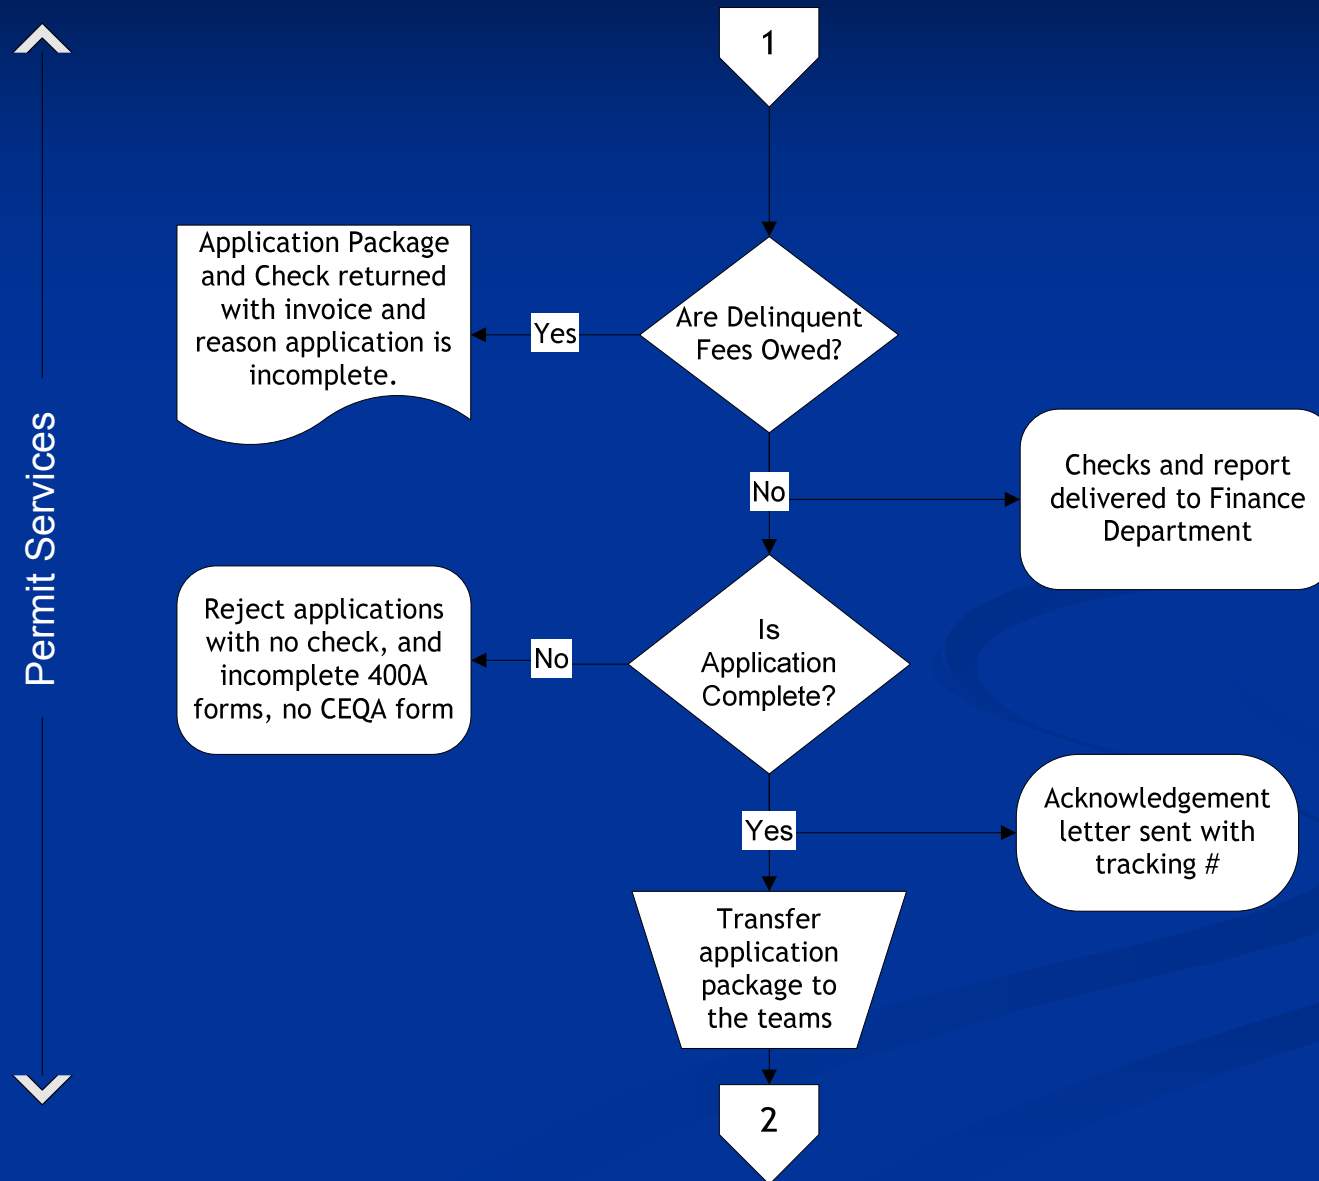 1
Are Delinquent
Fees Owed?
Yes
Application Package
and Check returned
with invoice and
reason application is
incomplete.
No
Checks and report
delivered to Finance
Department
Permit Services
Is
Application
Complete?
No
Reject applications
with no check, and
incomplete 400A
forms, no CEQA form
Yes
Acknowledgement
letter sent with
tracking #
Transfer
application
package to
the teams
2